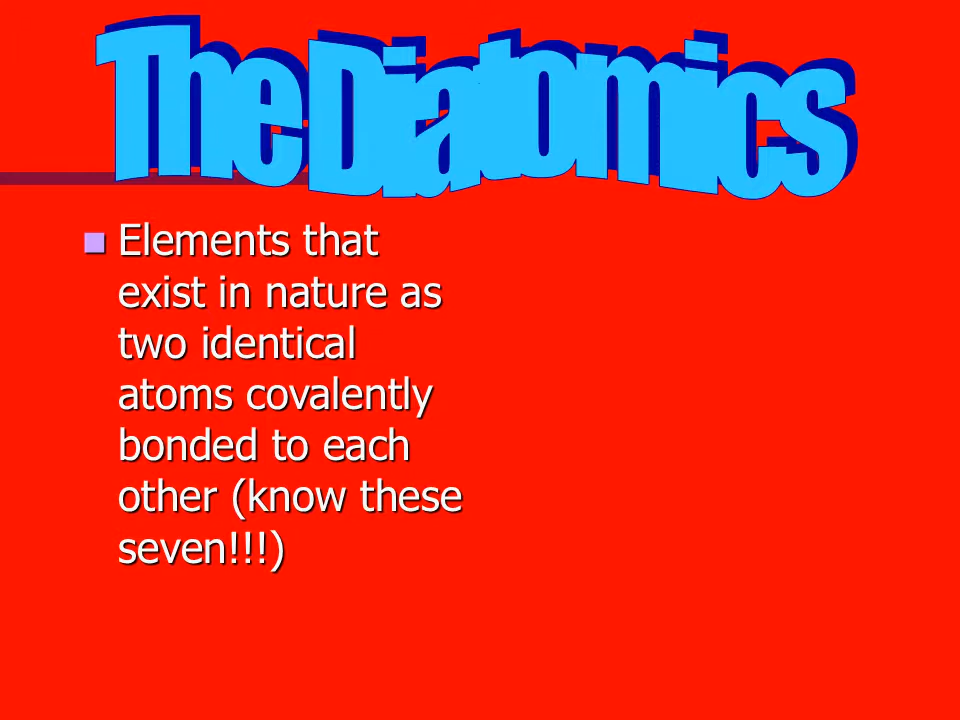 The Diatomics
Elements that
exist in nature as
two identical
atoms covalently
bonded to each
other (know these
seven!!!)